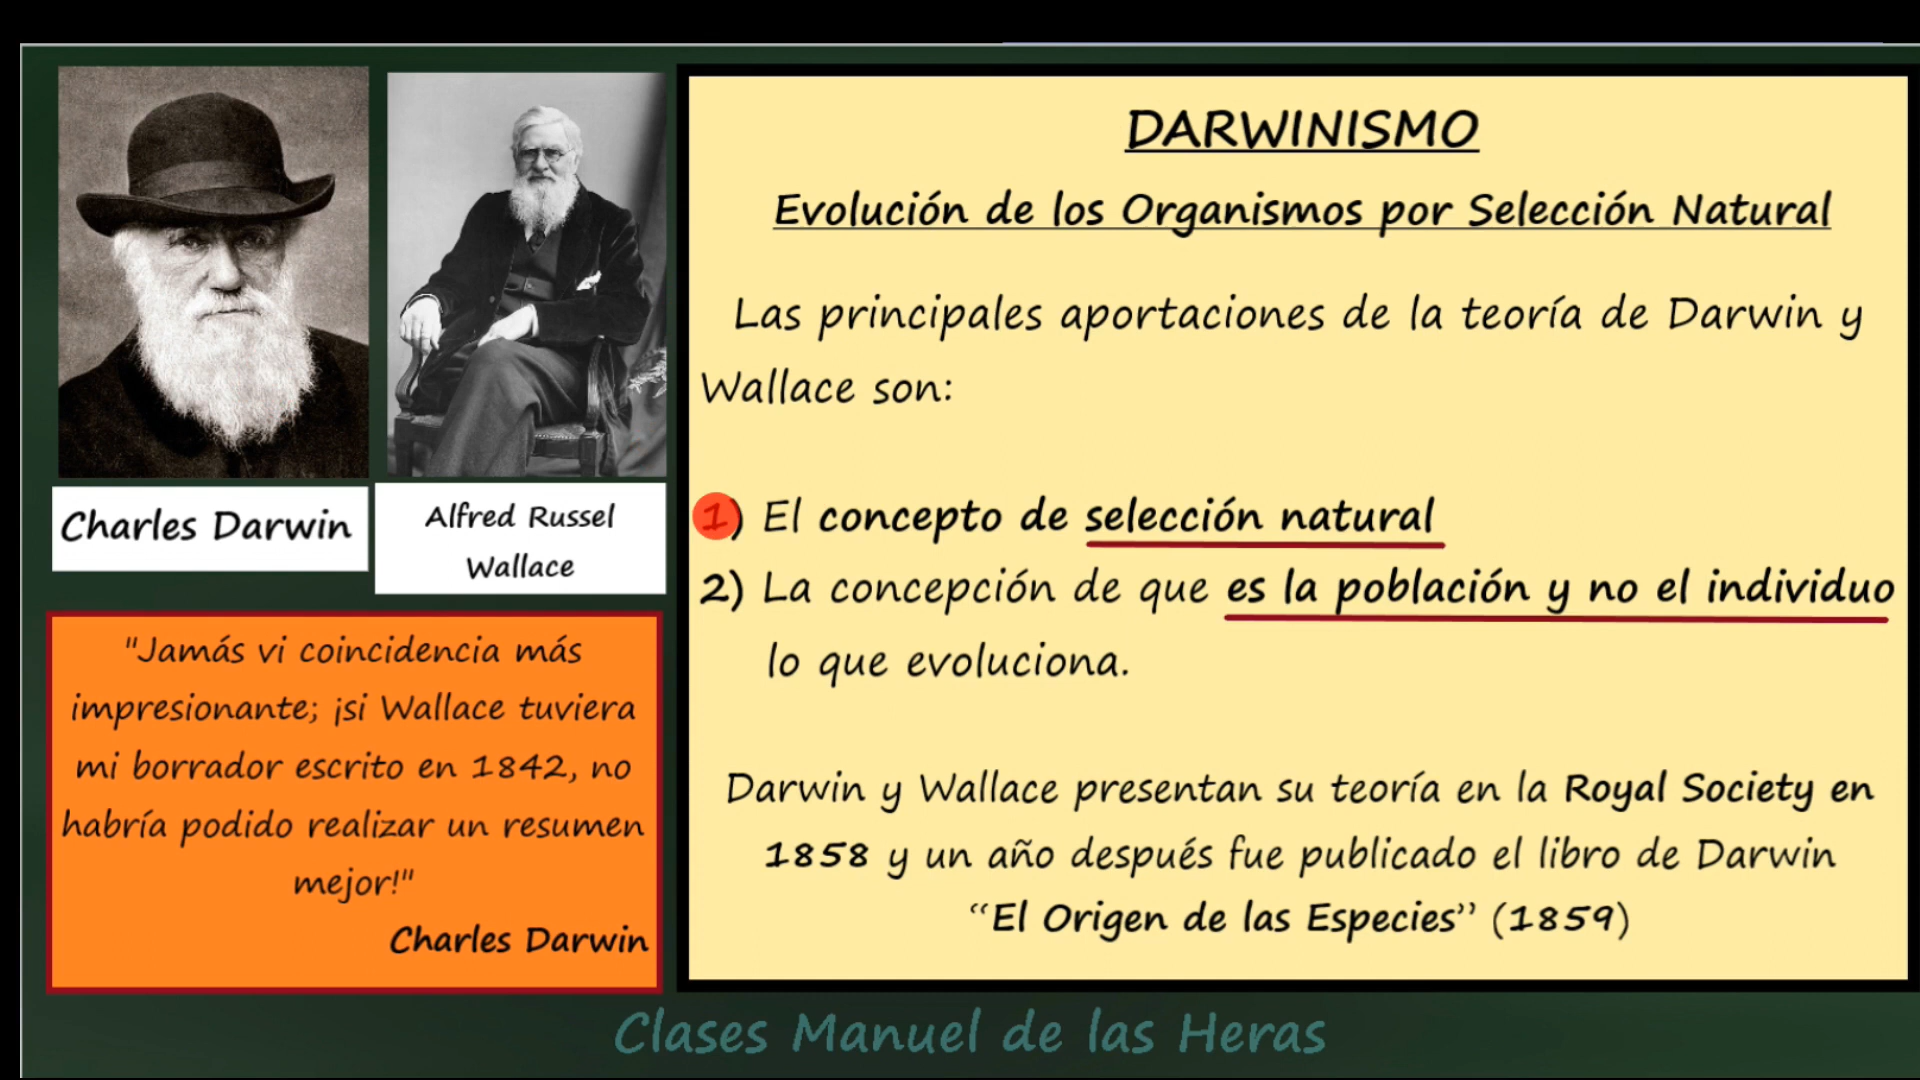 Charles Darwin
Alfred Russel
Wallace
"Jamás vi coincidencia más
impresionante; ¡si Wallace tuviera
mi borrador escrito en 1842, no
habría podido realizar un resumen
mejor!"
Charles Darwin
DARWINISMO
Evolución de los Organismos por Selección Natural
Las principales aportaciones de la teoría de Darwin y
Wallace son:
1) El concepto de selección natural
2) La concepción de que es la población y no el individuo
lo que evoluciona.
Darwin y Wallace presentan su teoría en la Royal Society en
1858 y un año después fue publicado el libro de Darwin
“El Origen de las Especies” (1859)
Clases Manuel de las Heras